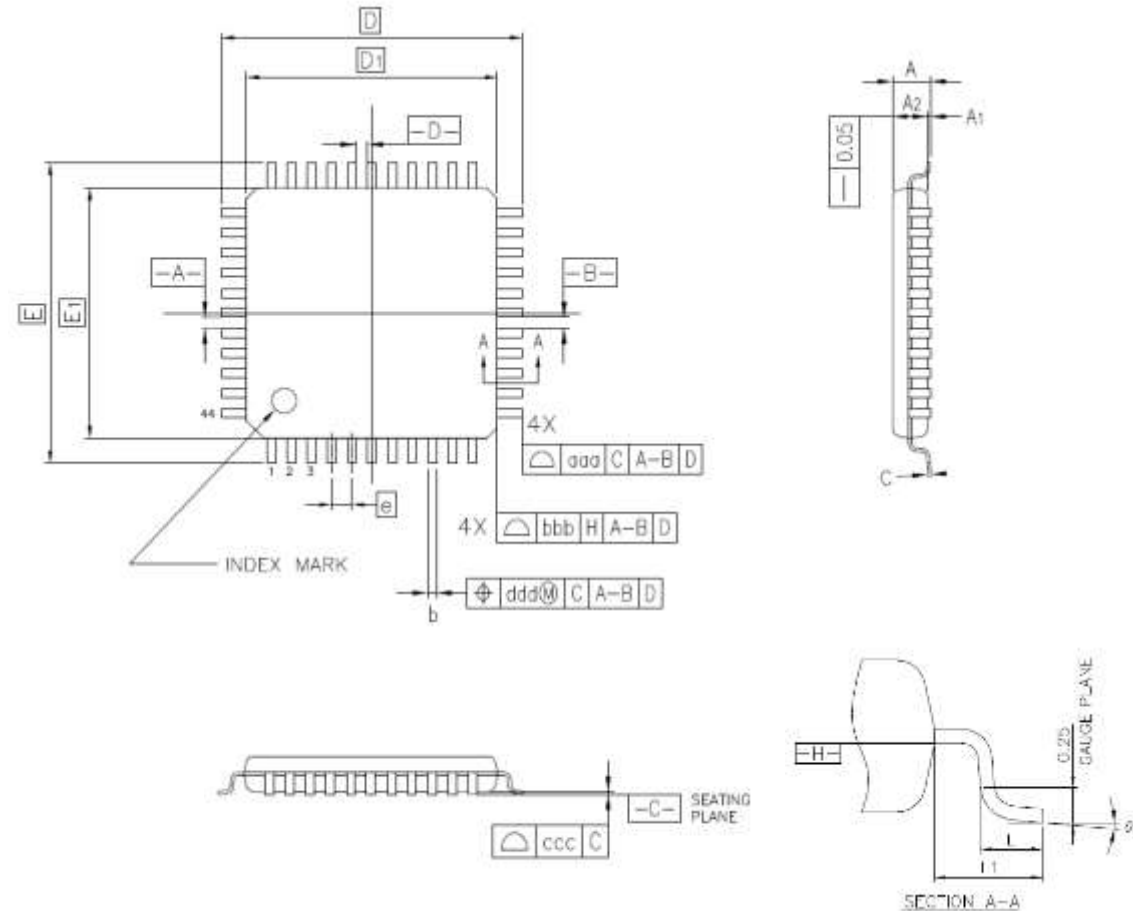 D
D1
-D-
E
E1
-A-
-B-
A A
44
1 2 3
e
INDEX MARK
4X
aaa C A-B D
4X bbb H A-B D
dddⓂ C A-B D
b
A
A2
A1
— 0.05
C
-C- SEATING
PLANE
ccc C
-H-
0.25
GAUGE PLANE
L
L1
θ
SECTION A-A